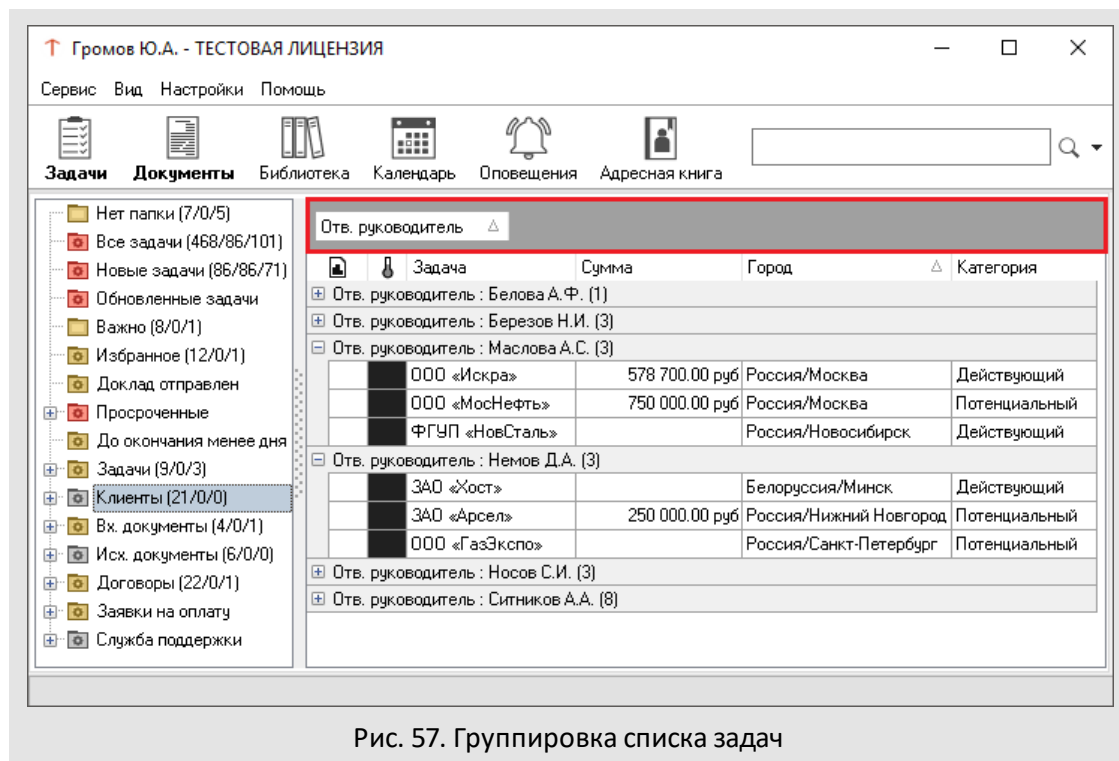 Громов Ю.А. - ТЕСТОВАЯ ЛИЦЕНЗИЯ
Сервис Вид Настройки Помощь
Задачи Документы Библиотека Календарь Оповещения Адресная книга
Нет папки (7/0/5)
Все задачи (468/86/101)
Новые задачи (86/86/71)
Обновленные задачи
Важно (8/0/1)
Избранное (12/0/1)
Доклад отправлен
Просроченные
До окончания менее дня
Задачи (9/0/3)
Клиенты (21/0/0)
Вх. документы (4/0/1)
Исх. документы (6/0/0)
Договоры (22/0/1)
Заявки на оплату
Служба поддержки
Отв. руководитель
Задача Сумма Город Категория
Отв. руководитель : Белова А.Ф. (1)
Отв. руководитель : Березов Н.И. (3)
Отв. руководитель : Маслова А.С. (3)
ООО «Искра» 578 700.00 руб Россия/Москва Действующий
ООО «МосНефть» 750 000.00 руб Россия/Москва Потенциальный
ФГУП «НовСталь» Россия/Новосибирск Действующий
Отв. руководитель : Немов Д.А. (3)
ЗАО «Хост» Белоруссия/Минск Действующий
ЗАО «Арсел» 250 000.00 руб Россия/Нижний Новгород Потенциальный
ООО «ГазЭкспо» Россия/Санкт-Петербург Потенциальный
Отв. руководитель : Носов С.И. (3)
Отв. руководитель : Ситников А.А. (8)
Рис. 57. Группировка списка задач